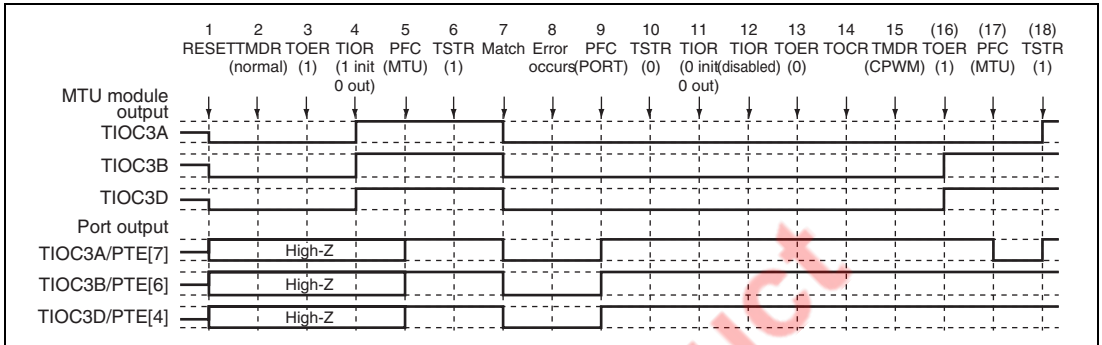 1 2 3 4 5 6 7 8 9 10 11 12 13 14 15 (16) (17) (18)
RESET TMDR TOER TIOR PFC TSTR Match Error PFC TSTR TIOR TIOR TOER TOCR TMDR TOER PFC TSTR
(normal) (1) (1 init (MTU) (1) occurs (PORT) (0) (0 init (disabled) (0) (CPWM) (1) (MTU) (1)
0 out) 0 out)
MTU module
output
TIOC3A
TIOC3B
TIOC3D
Port output
TIOC3A/PTE[7] High-Z
TIOC3B/PTE[6] High-Z
TIOC3D/PTE[4] High-Z